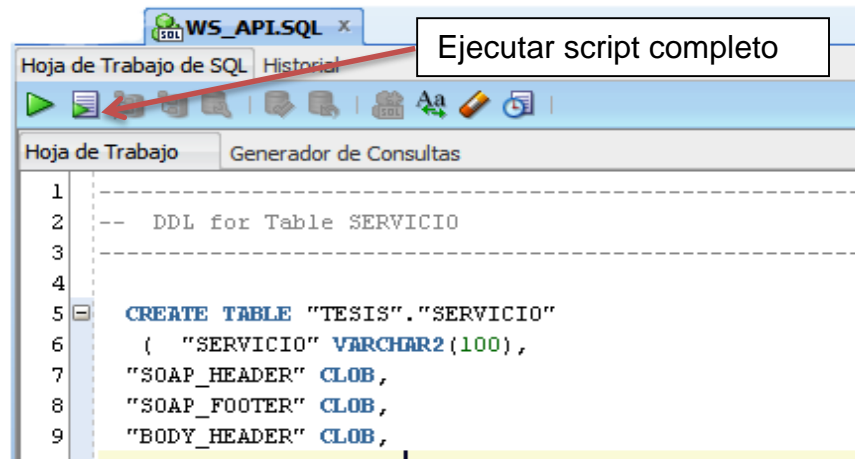 WS_API.SQL
Ejecutar script completo
Hoja de Trabajo de SQL Historial
Hoja de Trabajo Generador de Consultas
1 --------------------------------------------------------
2 -- DDL for Table SERVICIO
3 --------------------------------------------------------
4
5 CREATE TABLE "TESIS"."SERVICIO"
6 ( "SERVICIO" VARCHAR2(100),
7 "SOAP_HEADER" CLOB,
8 "SOAP_FOOTER" CLOB,
9 "BODY_HEADER" CLOB,